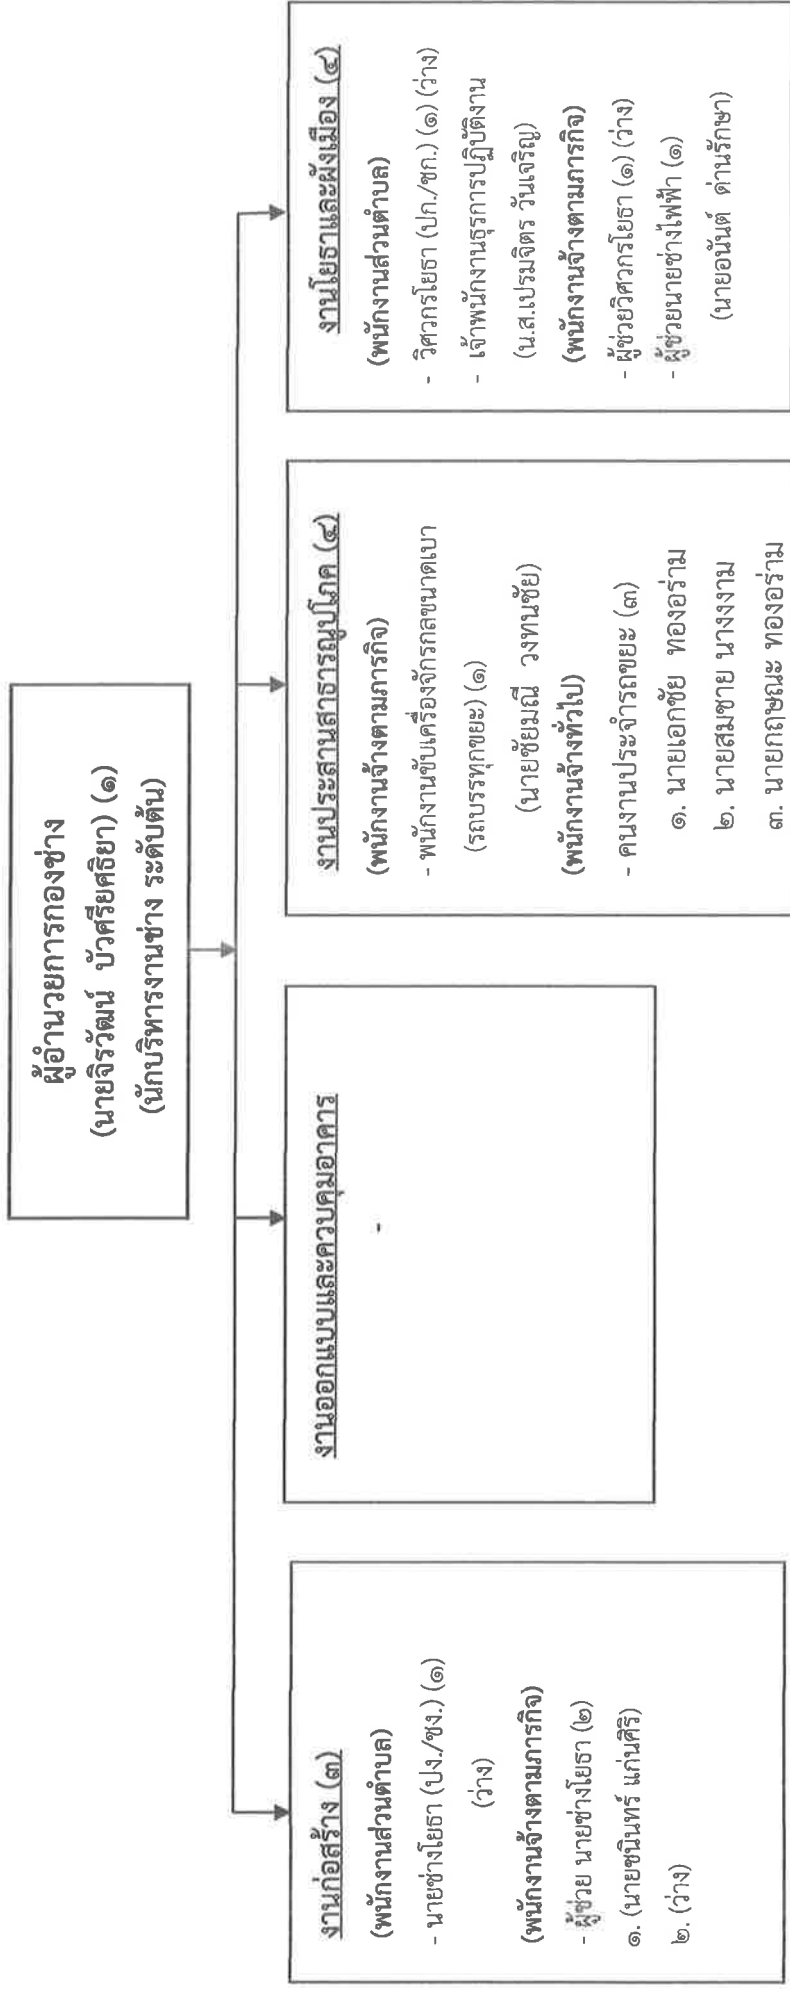 ผู้อำนวยการกองช่าง
(นายจิรวัฒน์ บัวศรียศธิยา) (๑)
(นักบริหารงานช่าง ระดับต้น)
งานก่อสร้าง (๓)
(พนักงานส่วนตำบล)
- นายช่างโยธา (ปง./ชง.) (๑)
(ว่าง)
(พนักงานจ้างตามภารกิจ)
- ผู้ช่วย นายช่างโยธา (๒)
๑. (นายชนินทร์ แก่นศิริ)
๒. (ว่าง)
งานออกแบบและควบคุมอาคาร
-
งานประสานสาธารณูปโภค (๔)
(พนักงานจ้างตามภารกิจ)
- พนักงานขับเครื่องจักรกลขนาดเบา
(รถบรรทุกขยะ) (๑)
(นายชัยมณี วงทนชัย)
(พนักงานจ้างทั่วไป)
- คนงานประจำรถขยะ (๓)
๑. นายเอกชัย ทองอร่าม
๒. นายสมชาย นางงงาม
๓. นายกฤษณะ ทองอร่าม
งานโยธาและผังเมือง (๔)
(พนักงานส่วนตำบล)
- วิศวกรโยธา (ปก./ชก.) (๑) (ว่าง)
- เจ้าพนักงานธุรการปฏิบัติงาน
(น.ส.เปรมจิตร วันเจริญ)
(พนักงานจ้างตามภารกิจ)
- ผู้ช่วยวิศวกรโยธา (๑) (ว่าง)
- ผู้ช่วยนายช่างไฟฟ้า (๑)
(นายอนันต์ ด่านรักษา)